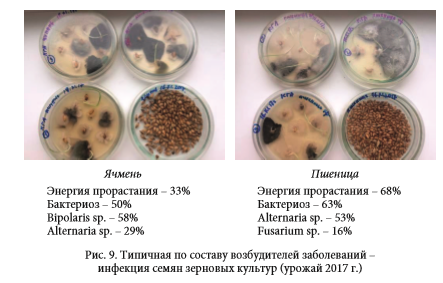 Ячмень
Энергия прорастания – 33%
Бактериоз – 50%
Bipolaris sp. – 58%
Alternaria sp. – 29%
Пшеница
Энергия прорастания – 68%
Бактериоз – 63%
Alternaria sp. – 53%
Fusarium sp. – 16%
Рис. 9. Типичная по составу возбудителей заболеваний –
инфекция семян зерновых культур (урожай 2017 г.)